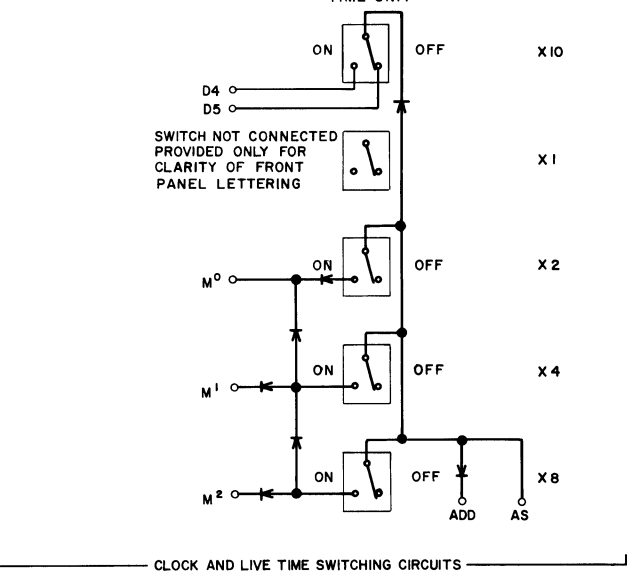 TIME UNIT
ON OFF X10
D4
D5
SWITCH NOT CONNECTED
PROVIDED ONLY FOR
CLARITY OF FRONT
PANEL LETTERING
X1
ON OFF X2
M⁰
ON OFF X4
M¹
ON OFF X8
M²
ADD AS
CLOCK AND LIVE TIME SWITCHING CIRCUITS